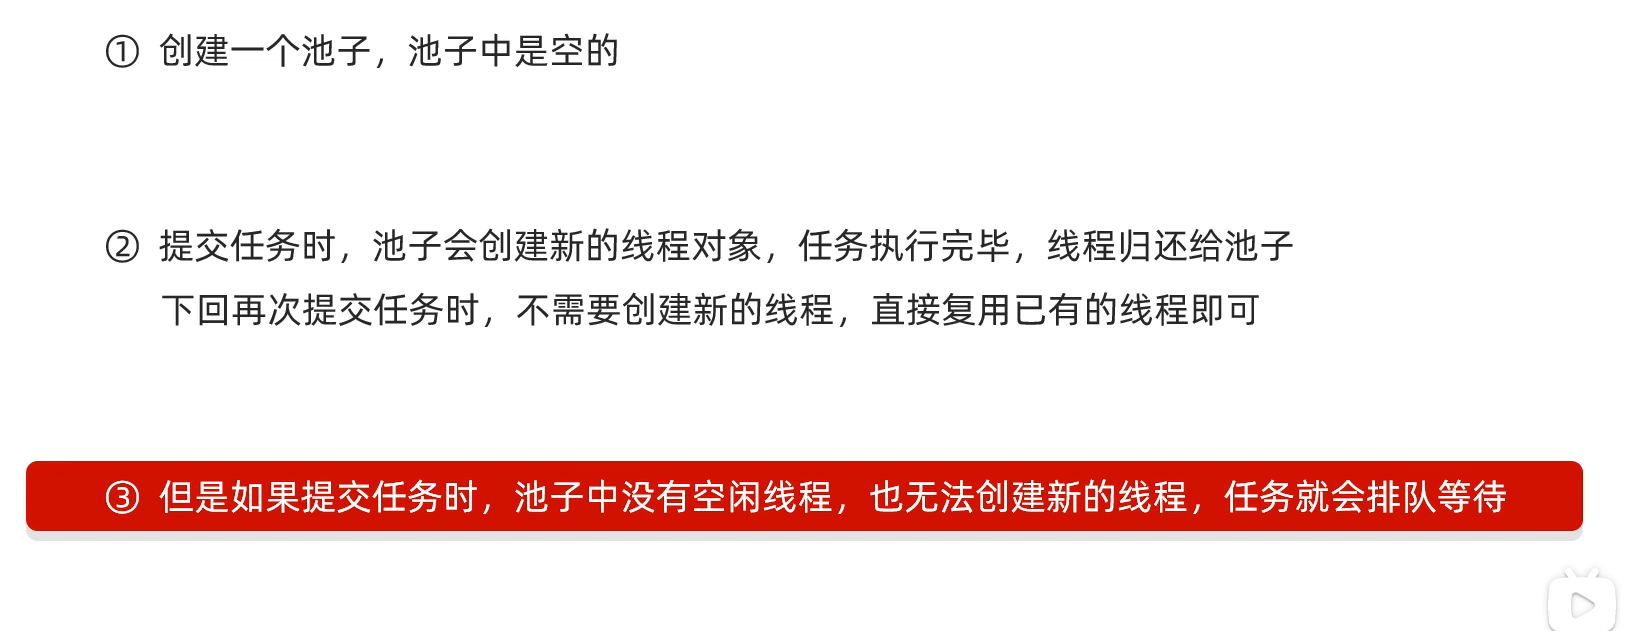 ① 创建一个池子，池子中是空的
② 提交任务时，池子会创建新的线程对象，任务执行完毕，线程归还给池子
下回再次提交任务时，不需要创建新的线程，直接复用已有的线程即可
③ 但是如果提交任务时，池子中没有空闲线程，也无法创建新的线程，任务就会排队等待